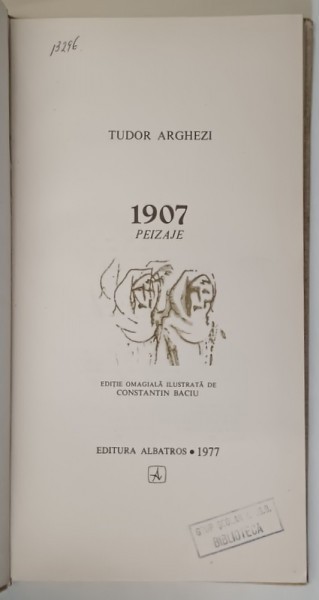 13296
TUDOR ARGHEZI
1907
PEIZAJE
EDIȚIE OMAGIALĂ ILUSTRATĂ DE
CONSTANTIN BACIU
EDITURA ALBATROS • 1977
A
BIBLIOTECA